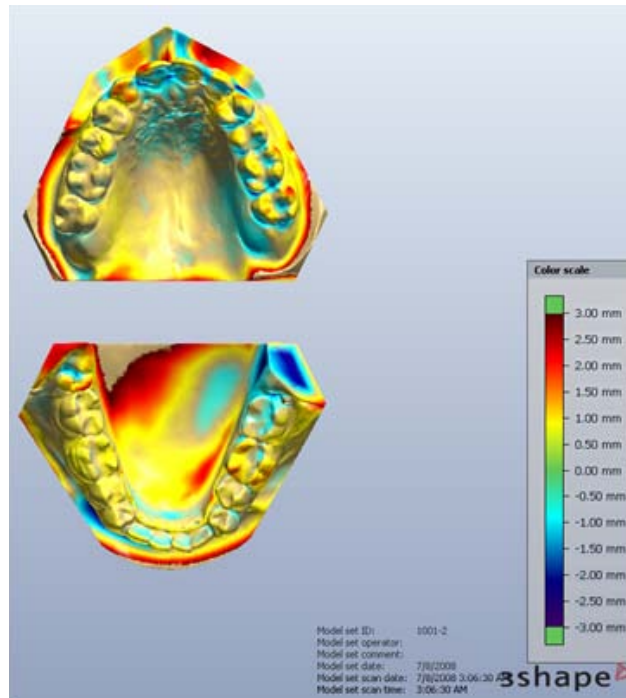 Color scale
3.00 mm
2.50 mm
2.00 mm
1.50 mm
1.00 mm
0.50 mm
0.00 mm
-0.50 mm
-1.00 mm
-1.50 mm
-2.00 mm
-2.50 mm
-3.00 mm
Model set ID: 1001-2
Model set operator:
Model set comment:
Model set date: 7/8/2008
Model set scan date: 7/8/2008 3:06:30 AM
Model set scan time: 3:06:30 AM
3shape